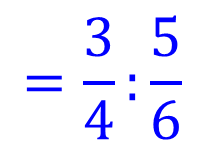 = 3/4 : 5/6